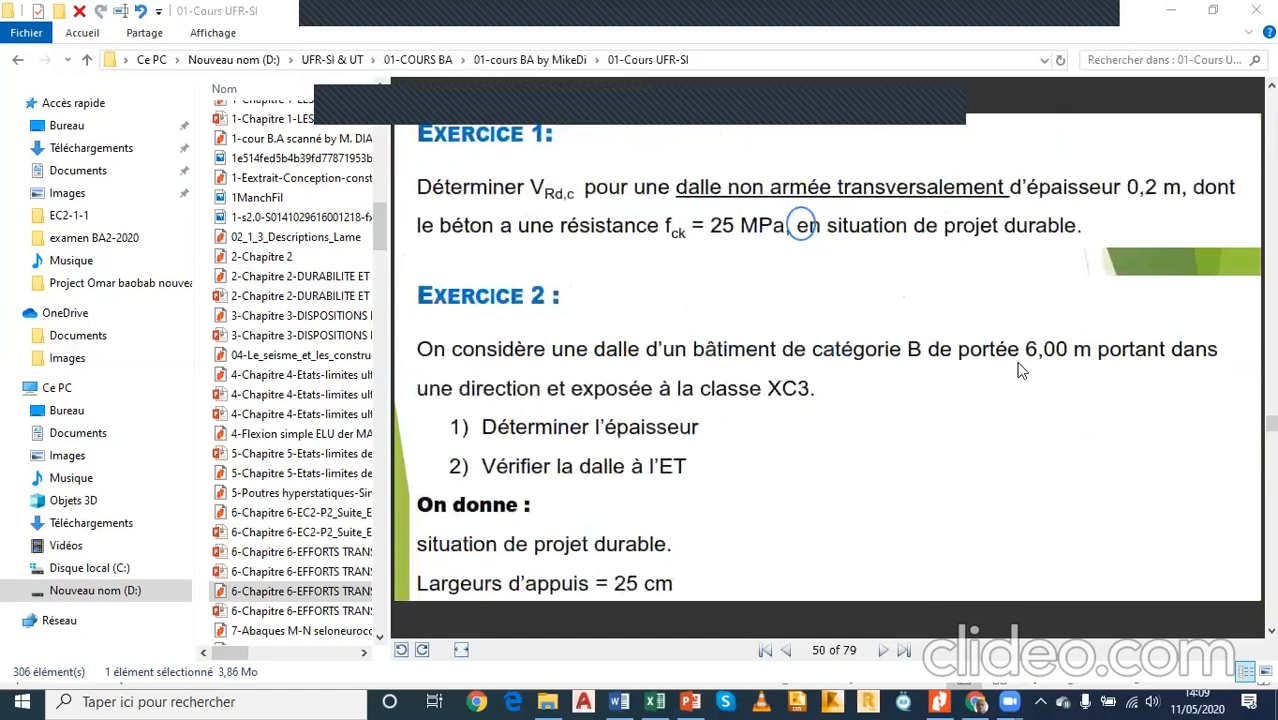 01-Cours UFR-SI
Fichier Accueil Partage Affichage
Ce PC Nouveau nom (D:) UFR-SI & UT 01-COURS BA 01-cours BA by MikeDi 01-Cours UFR-SI
Rechercher dans : 01-Cours U...
Accès rapide
Bureau
Téléchargements
Documents
Images
EC2-1-1
examen BA2-2020
Musique
Project Omar baobab nouvea
OneDrive
Documents
Images
Ce PC
Bureau
Documents
Images
Musique
Objets 3D
Téléchargements
Vidéos
Disque local (C:)
Nouveau nom (D:)
Réseau
Nom
1-Chapitre 1-LES
1-cour B.A scanné by M. DIA
1e514fed5b4b39fd77871953b
1-Eextrait-Conception-const
1ManchFil
1-s2.0-S0141029616001218-fx
02_1_3_Descriptions_Lame
2-Chapitre 2
2-Chapitre 2-DURABILITE ET
2-Chapitre 2-DURABILITE ET
3-Chapitre 3-DISPOSITIONS
3-Chapitre 3-DISPOSITIONS
04-Le_seisme_et_les_constru
4-Chapitre 4-Etats-limites ult
4-Chapitre 4-Etats-limites ult
4-Flexion simple ELU der MA
5-Chapitre 5-Etats-limites de
5-Chapitre 5-Etats-limites de
5-Poutres hyperstatiques-Sin
6-Chapitre 6-EC2-P2_Suite_E
6-Chapitre 6-EC2-P2_Suite_E
6-Chapitre 6-EFFORTS TRANS
6-Chapitre 6-EFFORTS TRANS
6-Chapitre 6-EFFORTS TRANS
6-Chapitre 6-EFFORTS TRANS
7-Abaques M-N seloneuroco
EXERCICE 1:
Déterminer VRd,c pour une dalle non armée transversalement d'épaisseur 0,2 m, dont
le béton a une résistance fck = 25 MPa, en situation de projet durable.
EXERCICE 2 :
On considère une dalle d'un bâtiment de catégorie B de portée 6,00 m portant dans
une direction et exposée à la classe XC3.
1) Déterminer l'épaisseur
2) Vérifier la dalle à l'ET
On donne :
situation de projet durable.
Largeurs d'appuis = 25 cm
50 of 79
clideo.com
306 élément(s) 1 élément sélectionné 3,86 Mo
Taper ici pour rechercher
14:09
11/05/2020